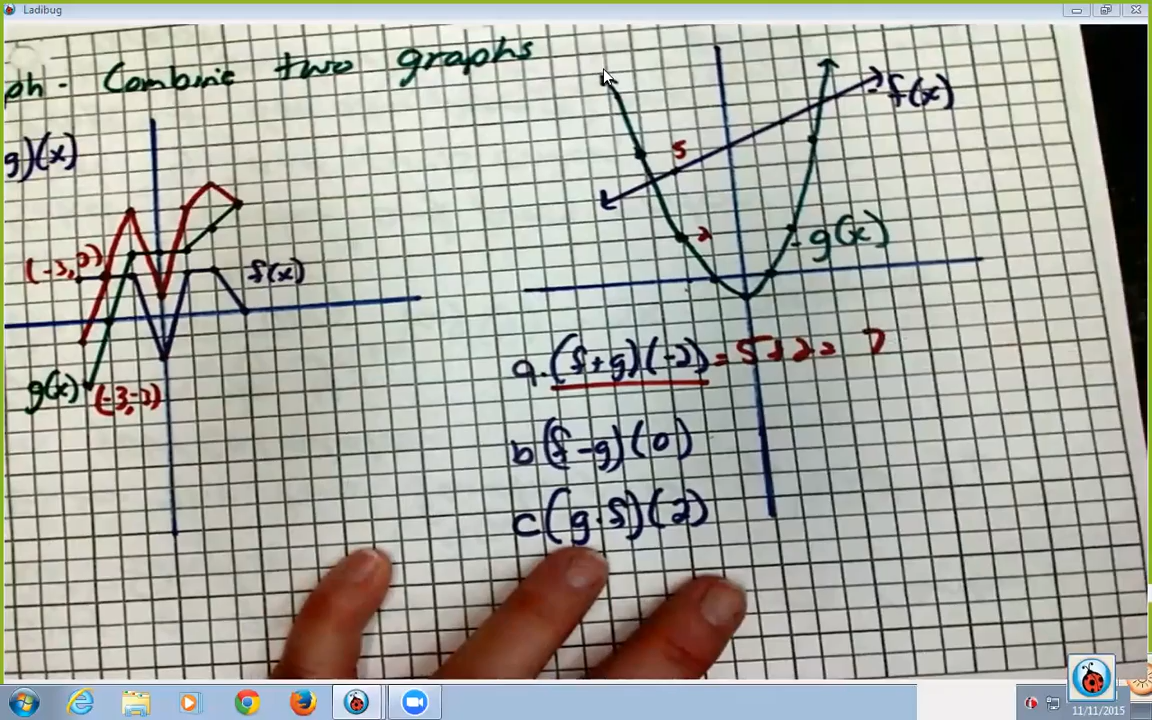 Ladibug
ph - Combine two graphs
g)(x)
f(x)
5
(-3, 
2
g(x)
f(x)
g(x)
(-3,-3)
a. (f+g)(-2) = 5+2= 7
b (f-g)(0)
c (g·f)(2)
11/11/2015